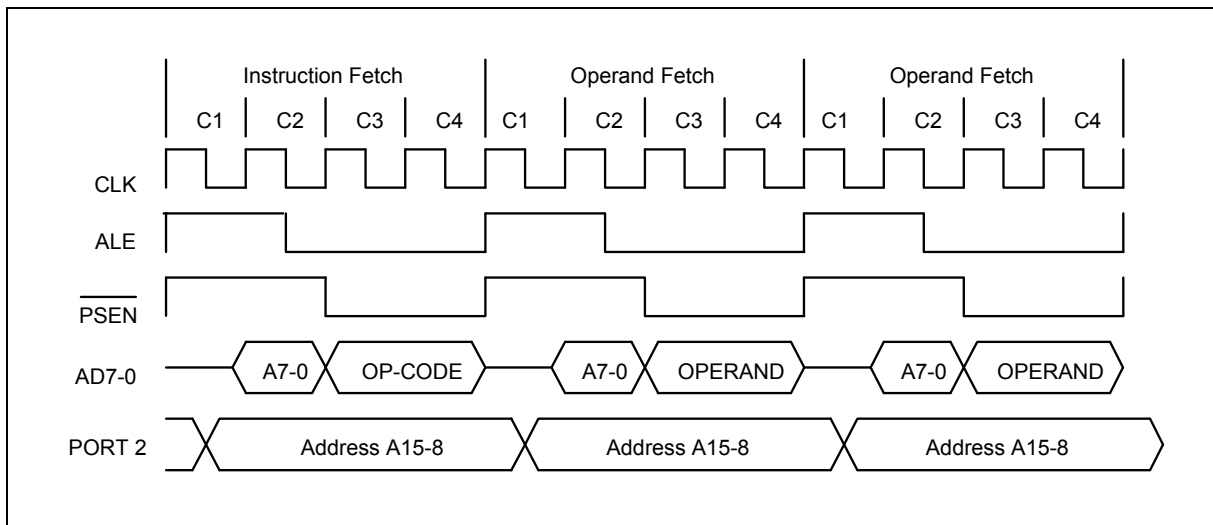 Instruction Fetch Operand Fetch Operand Fetch
C1 C2 C3 C4 C1 C2 C3 C4 C1 C2 C3 C4
CLK
ALE
PSEN
AD7-0 A7-0 OP-CODE A7-0 OPERAND A7-0 OPERAND
PORT 2 Address A15-8 Address A15-8 Address A15-8